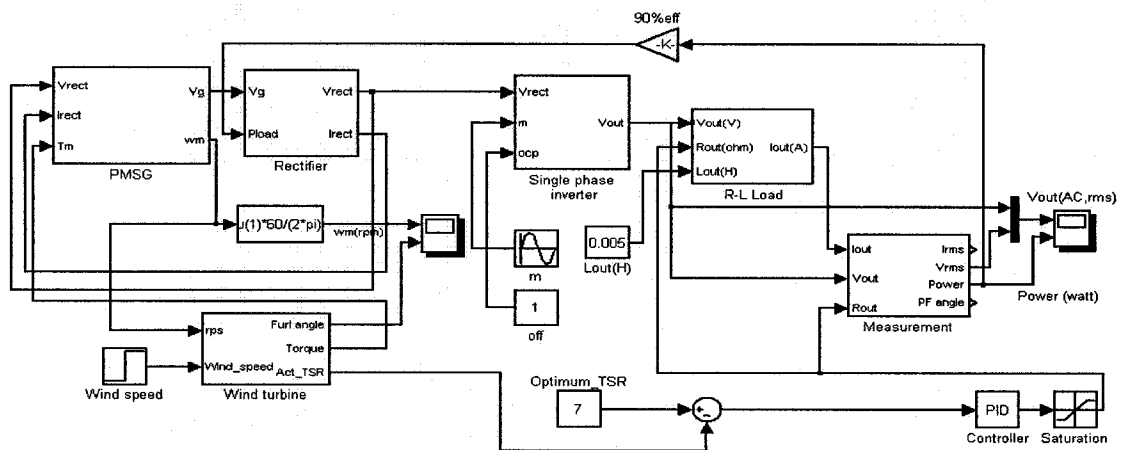 90%eff
-K-
Vrect
Irect
Tm
Vg
wm
PMSG
Vg
Pload
Vrect
Irect
Rectifier
Vrect
m
ocp
Vout
Single phase
inverter
Vout(V)
Rout(ohm)
Lout(H)
Iout(A)
R-L Load
u(1)*60/(2*pi)
wm(rpm)
m
0.005
Lout(H)
1
off
Vout(AC,rms)
Iout
Vout
Rout
Irms
Vrms
Power
PF angle
Measurement
Power (watt)
rps
Wind_speed
Furl angle
Torque
Act_TSR
Wind turbine
Wind speed
Optimum_TSR
7
+
-
PID
Controller
Saturation